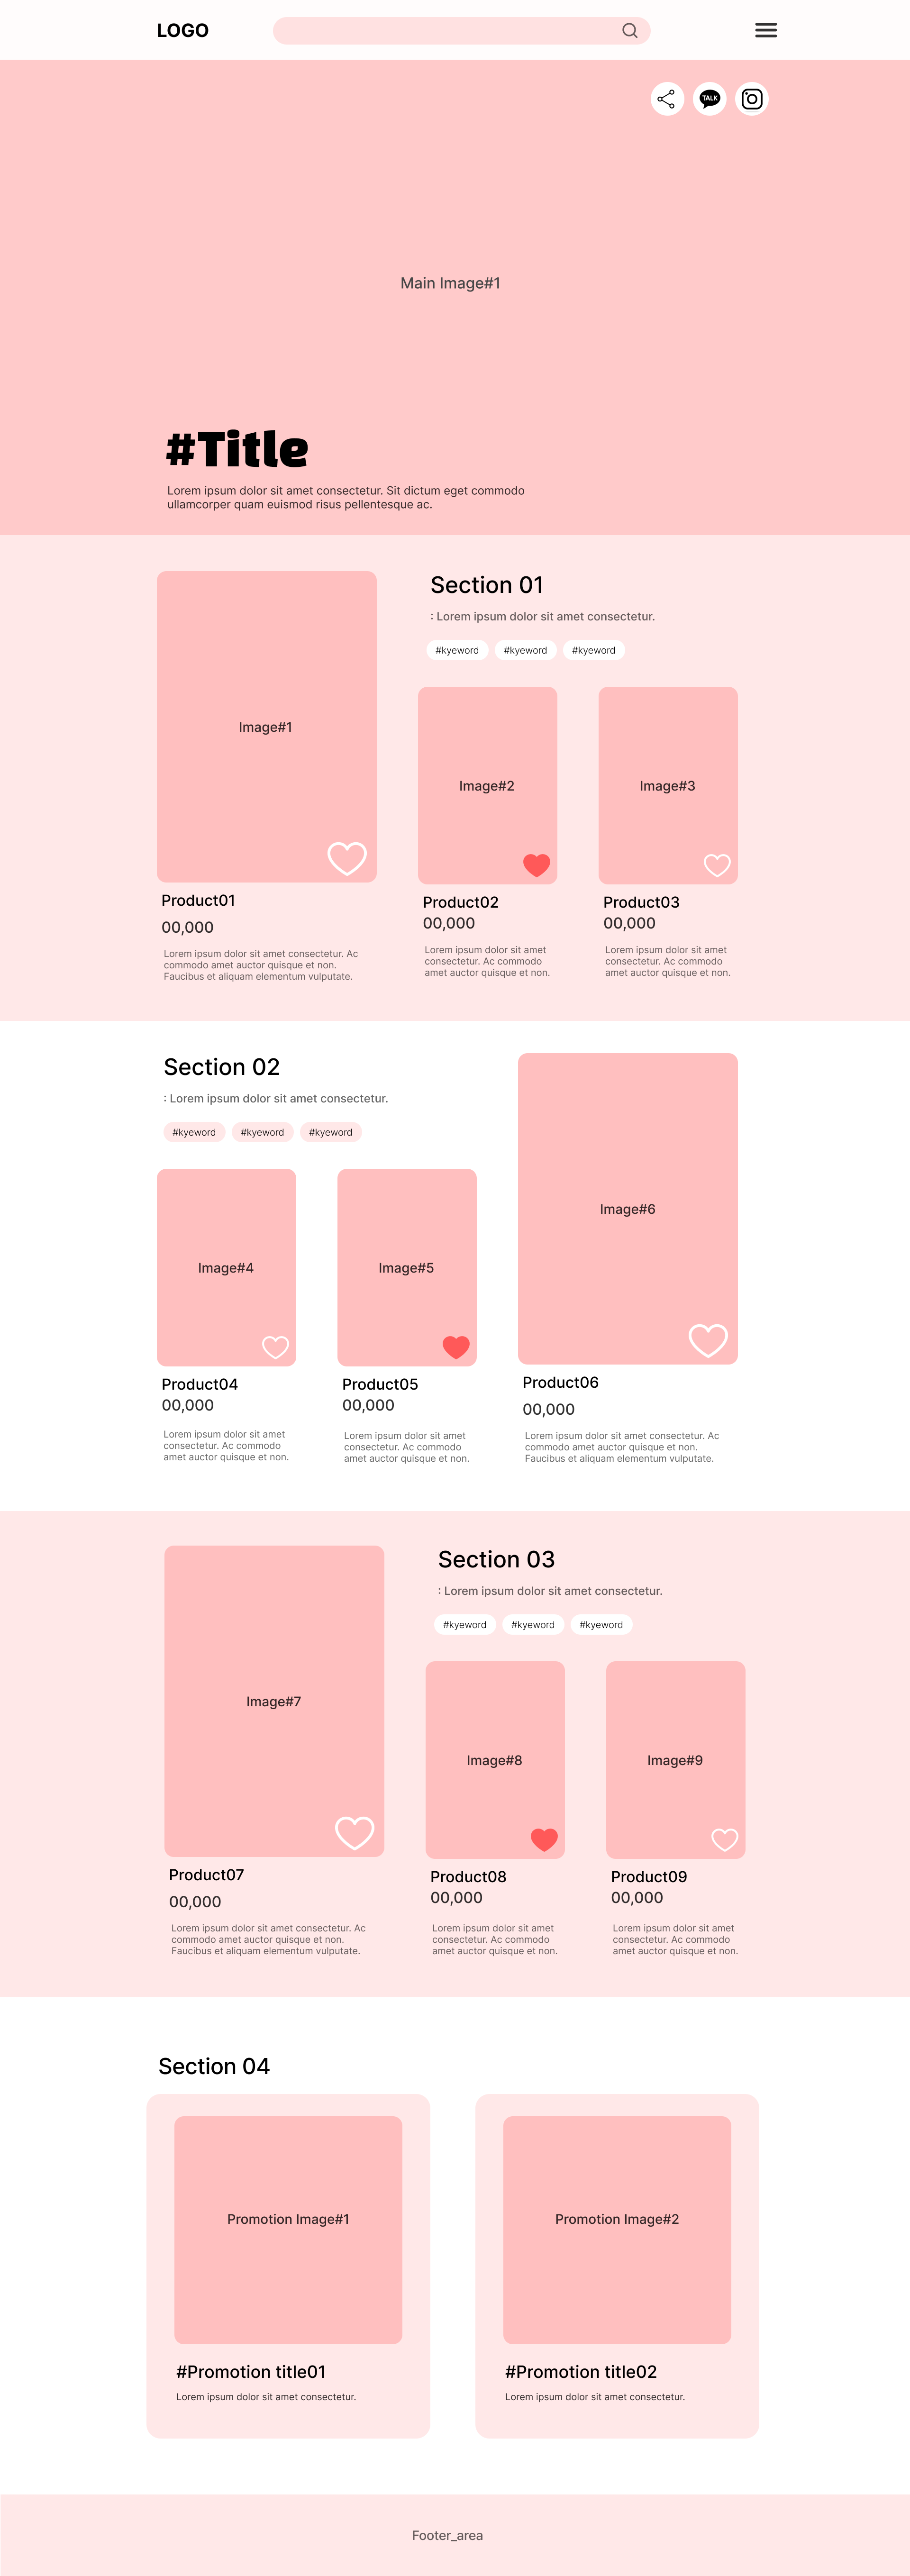 LOGO
TALK
Main Image#1
#Title
Lorem ipsum dolor sit amet consectetur. Sit dictum eget commodo
ullamcorper quam euismod risus pellentesque ac.
Image#1
Product01
00,000
Lorem ipsum dolor sit amet consectetur. Ac
commodo amet auctor quisque et non.
Faucibus et aliquam elementum vulputate.
Section 01
: Lorem ipsum dolor sit amet consectetur.
#kyeword
#kyeword
#kyeword
Image#2
Product02
00,000
Lorem ipsum dolor sit amet
consectetur. Ac commodo
amet auctor quisque et non.
Image#3
Product03
00,000
Lorem ipsum dolor sit amet
consectetur. Ac commodo
amet auctor quisque et non.
Section 02
: Lorem ipsum dolor sit amet consectetur.
#kyeword
#kyeword
#kyeword
Image#4
Product04
00,000
Lorem ipsum dolor sit amet
consectetur. Ac commodo
amet auctor quisque et non.
Image#5
Product05
00,000
Lorem ipsum dolor sit amet
consectetur. Ac commodo
amet auctor quisque et non.
Image#6
Product06
00,000
Lorem ipsum dolor sit amet consectetur. Ac
commodo amet auctor quisque et non.
Faucibus et aliquam elementum vulputate.
Image#7
Product07
00,000
Lorem ipsum dolor sit amet consectetur. Ac
commodo amet auctor quisque et non.
Faucibus et aliquam elementum vulputate.
Section 03
: Lorem ipsum dolor sit amet consectetur.
#kyeword
#kyeword
#kyeword
Image#8
Product08
00,000
Lorem ipsum dolor sit amet
consectetur. Ac commodo
amet auctor quisque et non.
Image#9
Product09
00,000
Lorem ipsum dolor sit amet
consectetur. Ac commodo
amet auctor quisque et non.
Section 04
Promotion Image#1
#Promotion title01
Lorem ipsum dolor sit amet consectetur.
Promotion Image#2
#Promotion title02
Lorem ipsum dolor sit amet consectetur.
Footer_area